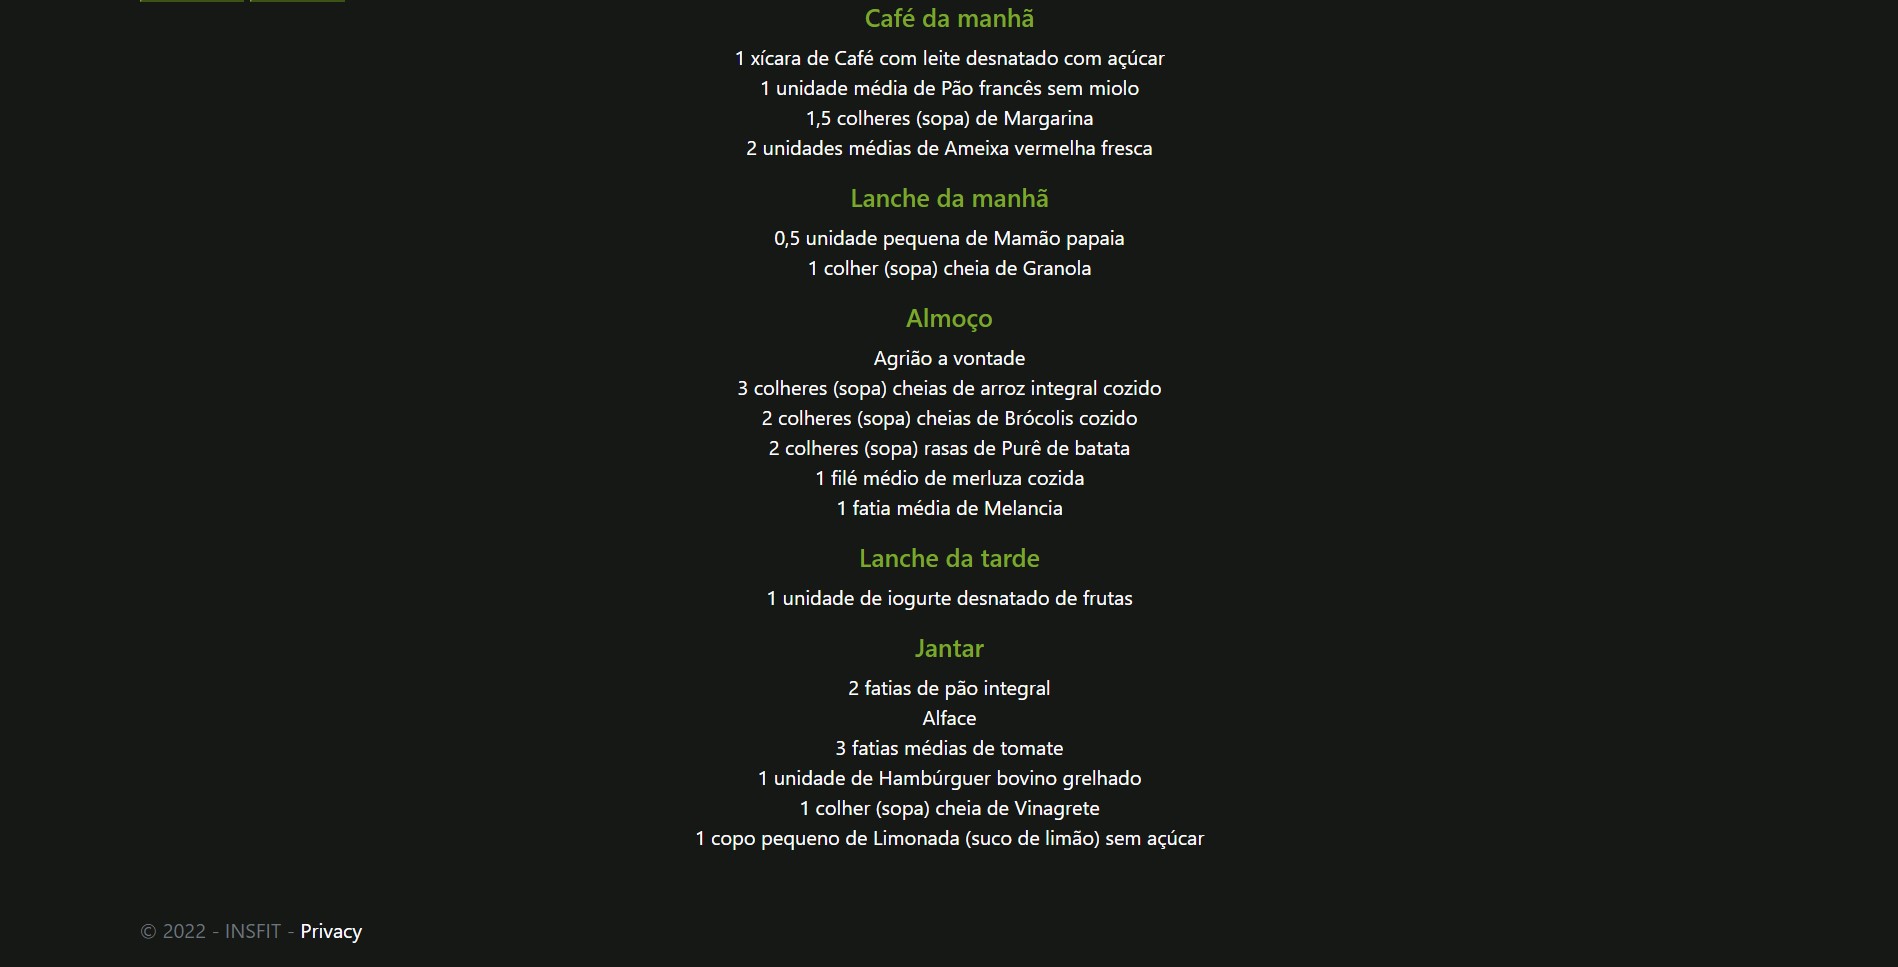 Café da manhã
1 xícara de Café com leite desnatado com açúcar
1 unidade média de Pão francês sem miolo
1,5 colheres (sopa) de Margarina
2 unidades médias de Ameixa vermelha fresca
Lanche da manhã
0,5 unidade pequena de Mamão papaia
1 colher (sopa) cheia de Granola
Almoço
Agrião a vontade
3 colheres (sopa) cheias de arroz integral cozido
2 colheres (sopa) cheias de Brócolis cozido
2 colheres (sopa) rasas de Purê de batata
1 filé médio de merluza cozida
1 fatia média de Melancia
Lanche da tarde
1 unidade de iogurte desnatado de frutas
Jantar
2 fatias de pão integral
Alface
3 fatias médias de tomate
1 unidade de Hambúrguer bovino grelhado
1 colher (sopa) cheia de Vinagrete
1 copo pequeno de Limonada (suco de limão) sem açúcar
© 2022 - INSFIT - Privacy